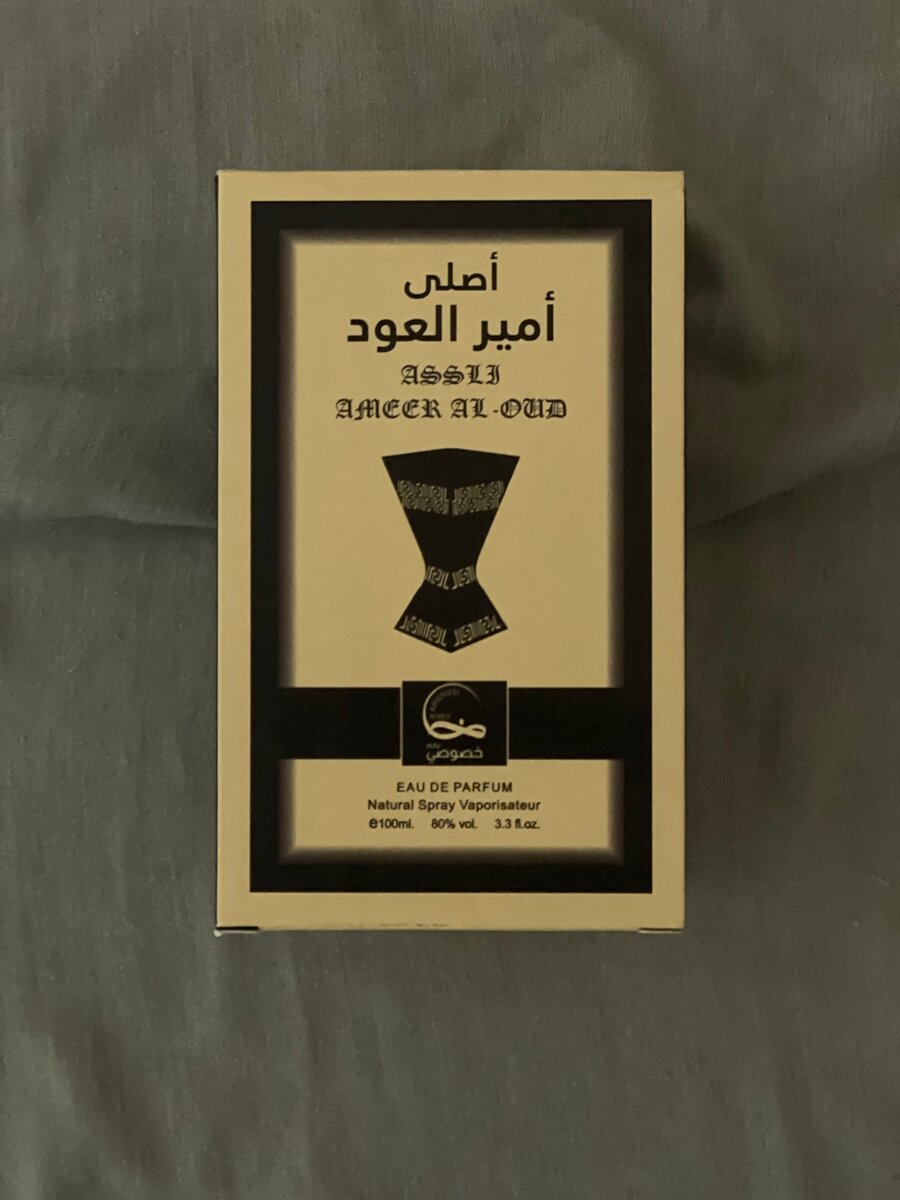 أصلي
أمير العود
ASSLI
AMEER AL-OUD
خصوصي
EAU DE PARFUM
Natural Spray Vaporisateur
e100ml. 80% vol. 3.3 fl.oz.